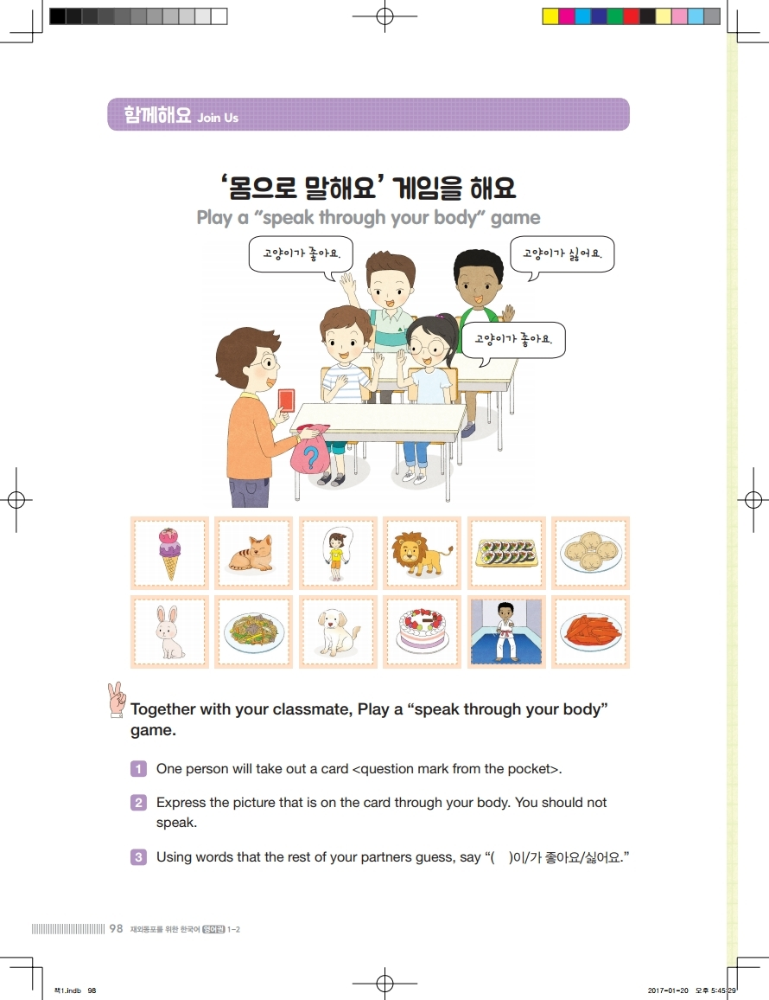 함께해요 Join Us
‘몸으로 말해요’ 게임을 해요
Play a “speak through your body” game
고양이가 좋아요.
고양이가 싫어요.
고양이가 좋아요.
?
Together with your classmate, Play a “speak through your body”
game.
1 One person will take out a card <question mark from the pocket>.
2 Express the picture that is on the card through your body. You should not
speak.
3 Using words that the rest of your partners guess, say “(   )이/가 좋아요/싫어요.”
98 재외동포를 위한 한국어 영어권 1-2
책1.indb 98
2017-01-20 오후 5:45:29